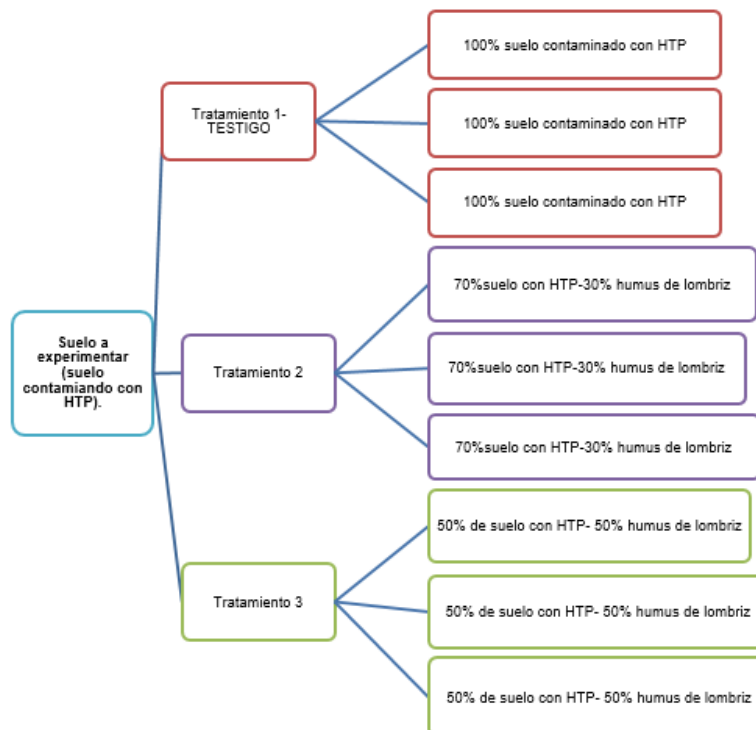 Suelo a
experimentar
(suelo
contamiando con
HTP).
Tratamiento 1-
TESTIGO
100% suelo contaminado con HTP
100% suelo contaminado con HTP
100% suelo contaminado con HTP
Tratamiento 2
70%suelo con HTP-30% humus de lombriz
70%suelo con HTP-30% humus de lombriz
70%suelo con HTP-30% humus de lombriz
Tratamiento 3
50% de suelo con HTP- 50% humus de lombriz
50% de suelo con HTP- 50% humus de lombriz
50% de suelo con HTP- 50% humus de lombriz